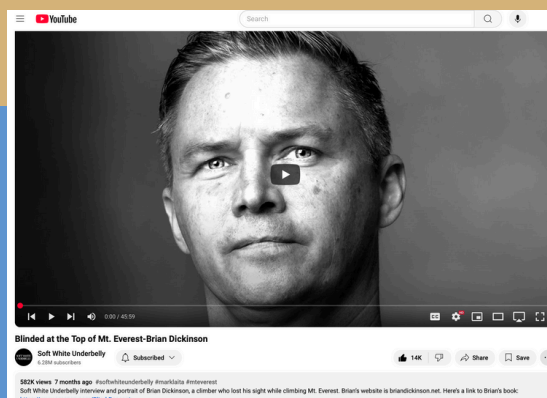 YouTube
Search
0:00 / 45:59
CC
Blinded at the Top of Mt. Everest-Brian Dickinson
Soft White Underbelly
6.28M subscribers
Subscribed
14K
Share
Save
582K views 7 months ago #softwhiteunderbelly #marklaita #mteverest
Soft White Underbelly interview and portrait of Brian Dickinson, a climber who lost his sight while climbing Mt. Everest. Brian's website is briandickinson.net. Here's a link to Brian's book: